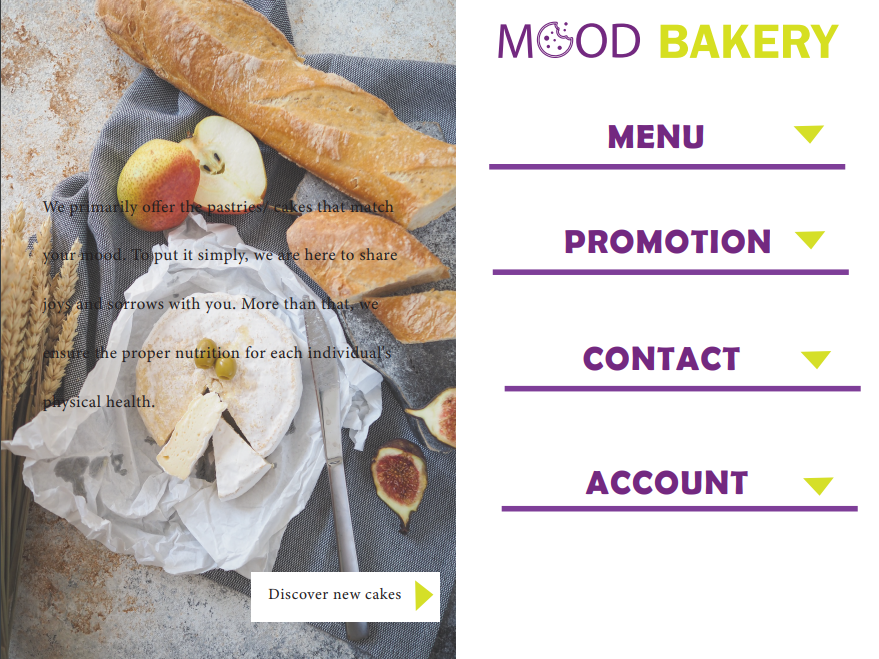 We primarily offer the pastries/ cakes that match
your mood. To put it simply, we are here to share
joys and sorrows with you. More than that, we
ensure the proper nutrition for each individual's
physical health.
Discover new cakes
MOOD BAKERY
MENU
PROMOTION
CONTACT
ACCOUNT